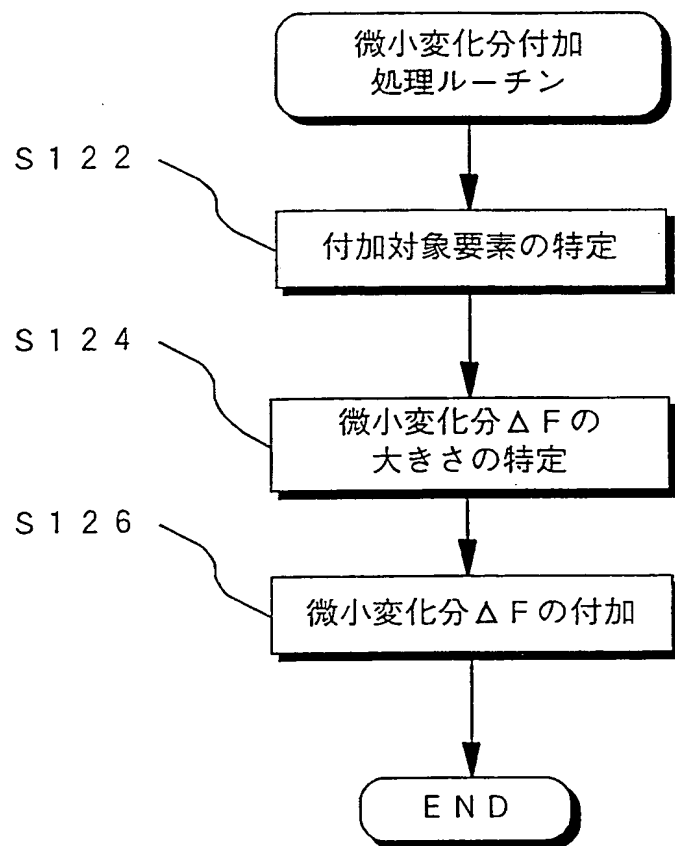 微小変化分付加
処理ルーチン
S122
付加対象要素の特定
S124
微小変化分ΔFの
大きさの特定
S126
微小変化分ΔFの付加
END